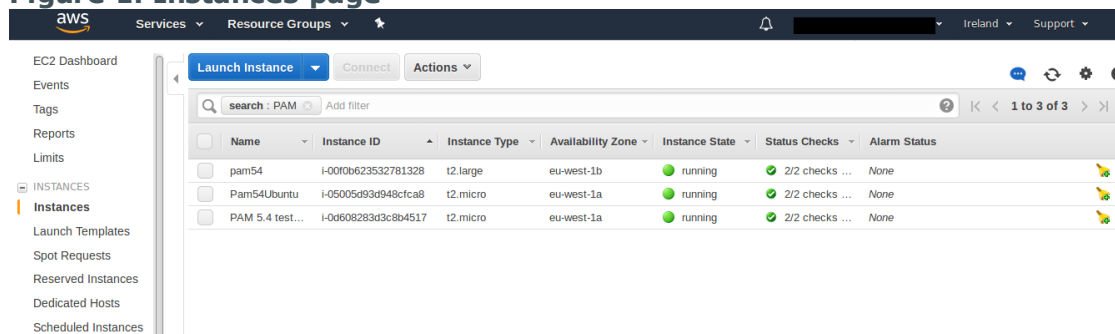 Figure 1. Instances page
aws Services Resource Groups Ireland Support
EC2 Dashboard
Events
Tags
Reports
Limits
INSTANCES
Instances
Launch Templates
Spot Requests
Reserved Instances
Dedicated Hosts
Scheduled Instances
Launch Instance Connect Actions
search : PAM Add filter 1 to 3 of 3
Name Instance ID Instance Type Availability Zone Instance State Status Checks Alarm Status
pam54 i-00f0b623532781328 t2.large eu-west-1b running 2/2 checks ... None
Pam54Ubuntu i-05005d93d948cfca8 t2.micro eu-west-1a running 2/2 checks ... None
PAM 5.4 test... i-0d608283d3c8b4517 t2.micro eu-west-1a running 2/2 checks ... None